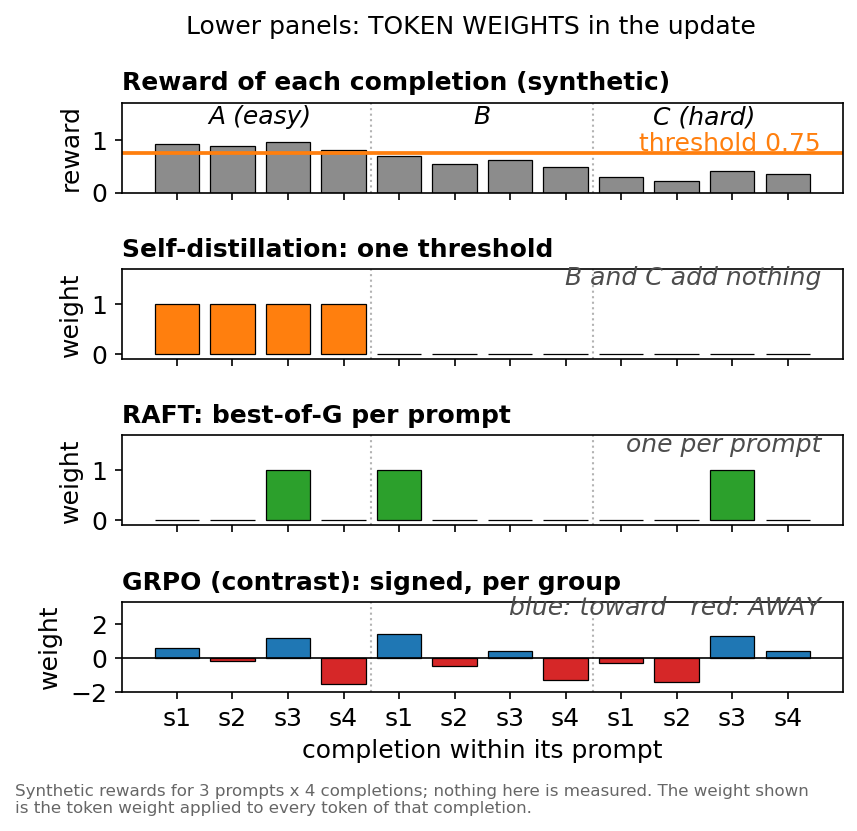 Lower panels: TOKEN WEIGHTS in the update
Reward of each completion (synthetic)
A (easy)
B
C (hard)
threshold 0.75
reward
1
0
Self-distillation: one threshold
B and C add nothing
weight
1
0
RAFT: best-of-G per prompt
one per prompt
weight
1
0
GRPO (contrast): signed, per group
blue: toward red: AWAY
weight
2
0
−2
s1 s2 s3 s4 s1 s2 s3 s4 s1 s2 s3 s4
completion within its prompt
Synthetic rewards for 3 prompts x 4 completions; nothing here is measured. The weight shown
is the token weight applied to every token of that completion.